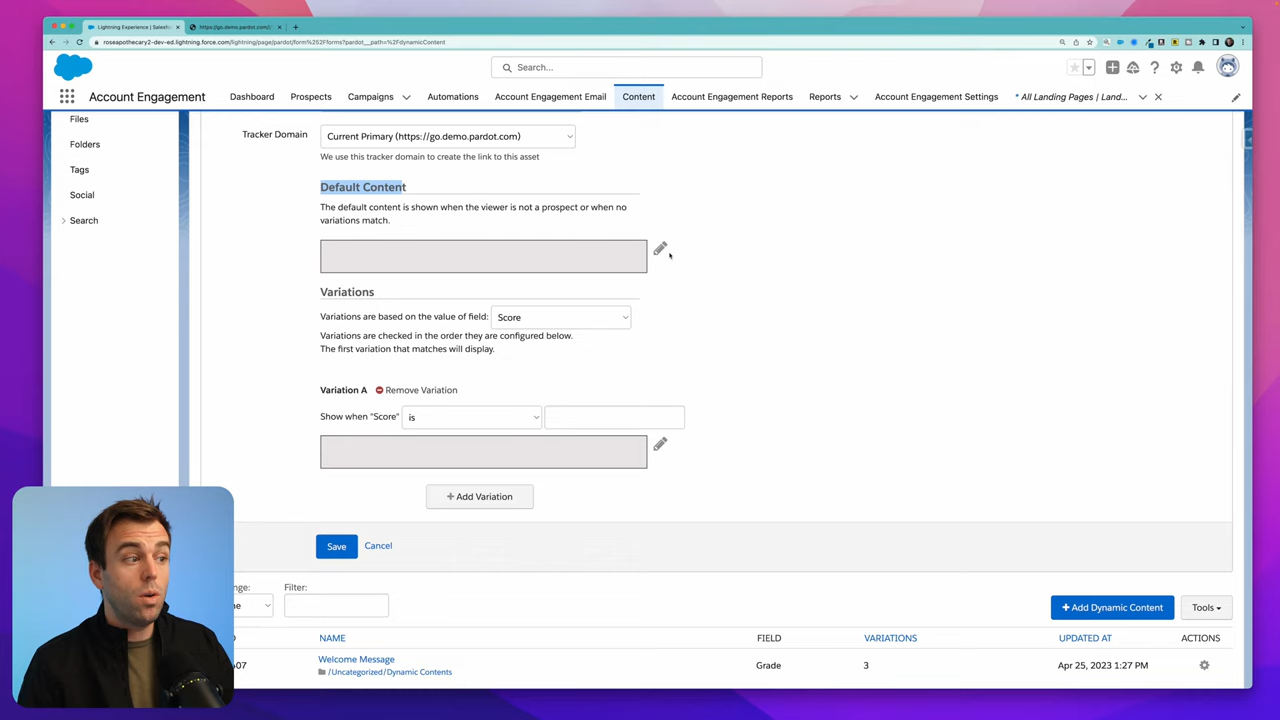 Lightning Experience | Salesf
https://go.demo.pardot.com/
roseapothecary2-dev-ed.lightning.force.com/lightning/page/pardot/form%252Fforms?pardot__path=%2FdynamicContent
Search...
Account Engagement
Dashboard
Prospects
Campaigns
Automations
Account Engagement Email
Content
Account Engagement Reports
Reports
Account Engagement Settings
* All Landing Pages | Land...
Files
Folders
Tags
Social
Search
Tracker Domain
Current Primary (https://go.demo.pardot.com)
We use this tracker domain to create the link to this asset
Default Content
The default content is shown when the viewer is not a prospect or when no
variations match.
Variations
Variations are based on the value of field:
Score
Variations are checked in the order they are configured below.
The first variation that matches will display.
Variation A
Remove Variation
Show when "Score"
is
+ Add Variation
Save
Cancel
nge:
Filter:
ne
+ Add Dynamic Content
Tools
D
NAME
FIELD
VARIATIONS
UPDATED AT
ACTIONS
607
Welcome Message
Grade
3
Apr 25, 2023 1:27 PM
/Uncategorized/Dynamic Contents